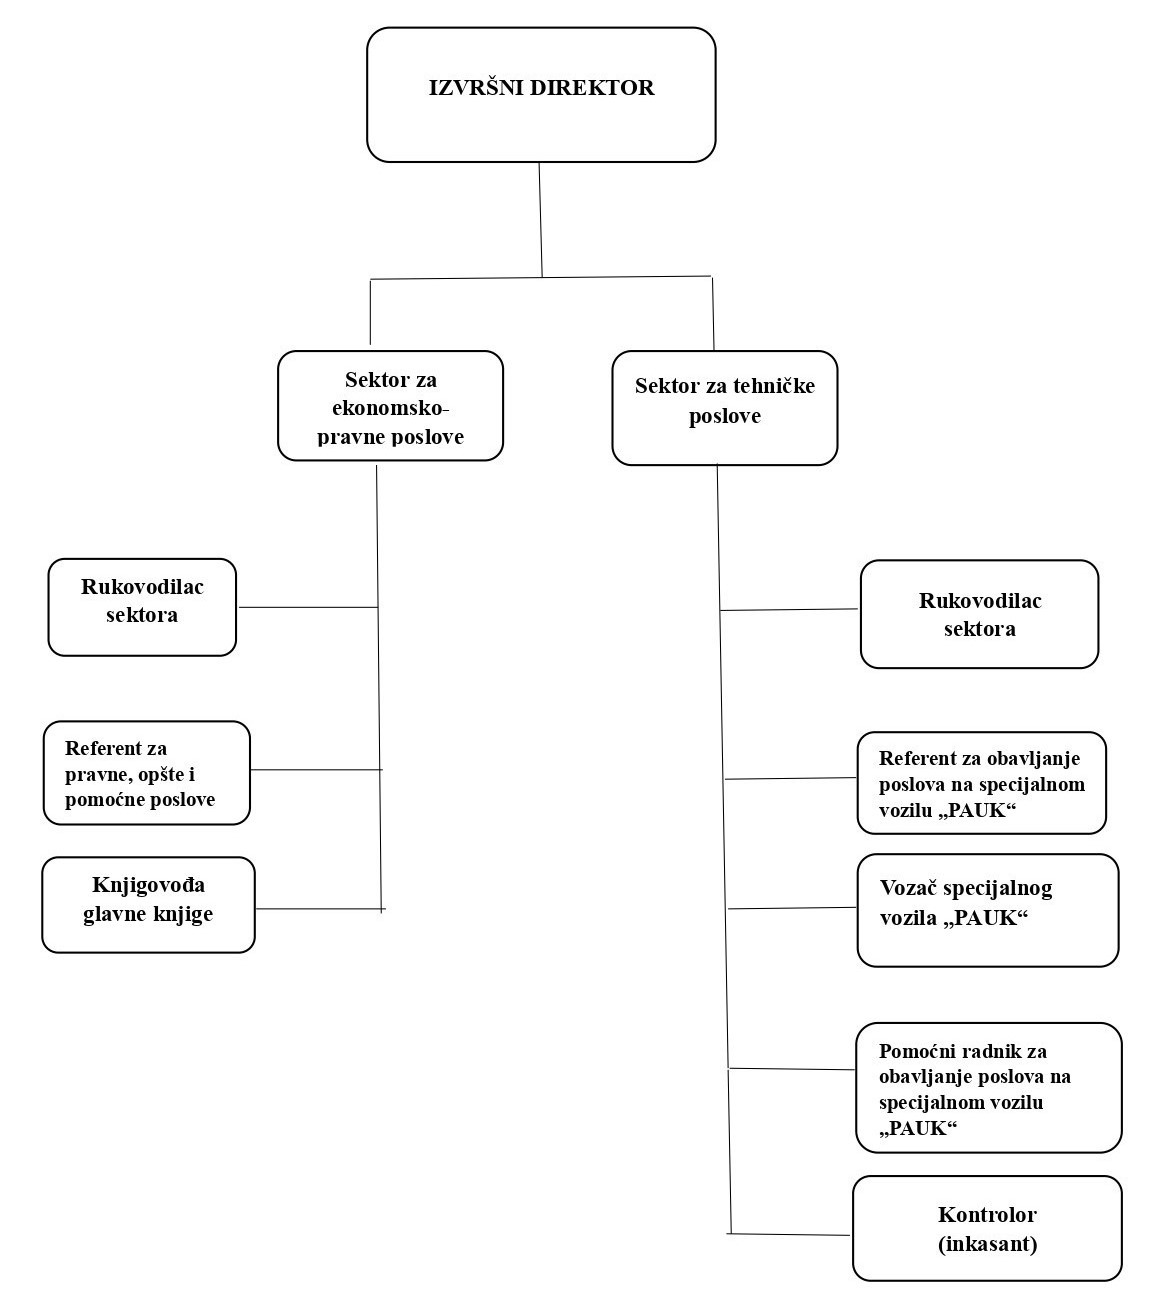 IZVRŠNI DIREKTOR
Sektor za
ekonomsko-
pravne poslove
Sektor za tehničke
poslove
Rukovodilac
sektora
Referent za
pravne, opšte i
pomoćne poslove
Knjigovođa
glavne knjige
Rukovodilac
sektora
Referent za obavljanje
poslova na specijalnom
vozilu „PAUK“
Vozač specijalnog
vozila „PAUK“
Pomoćni radnik za
obavljanje poslova na
specijalnom vozilu
„PAUK“
Kontrolor
(inkasant)